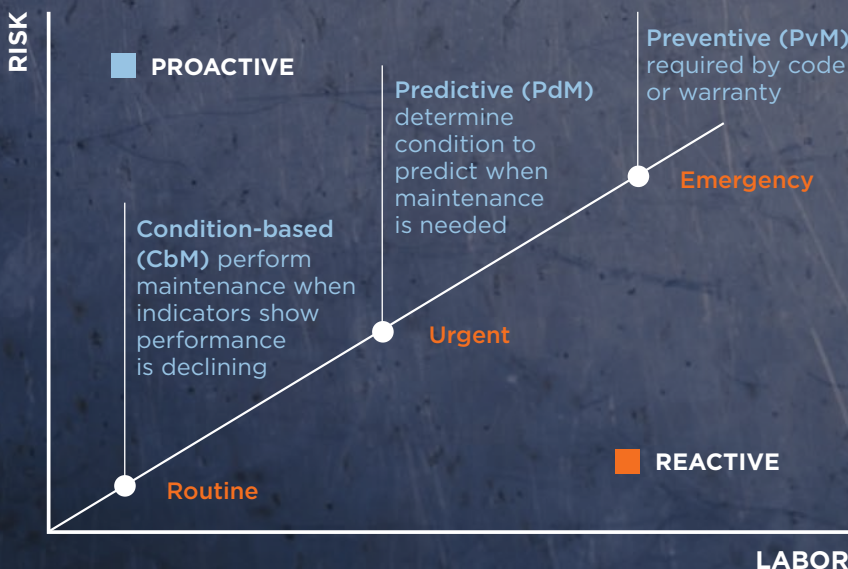 RISK
PROACTIVE
Preventive (PvM)
required by code
or warranty
Predictive (PdM)
determine
condition to
predict when
maintenance
is needed
Emergency
Condition-based
(CbM) perform
maintenance when
indicators show
performance
is declining
Urgent
REACTIVE
Routine
LABOR